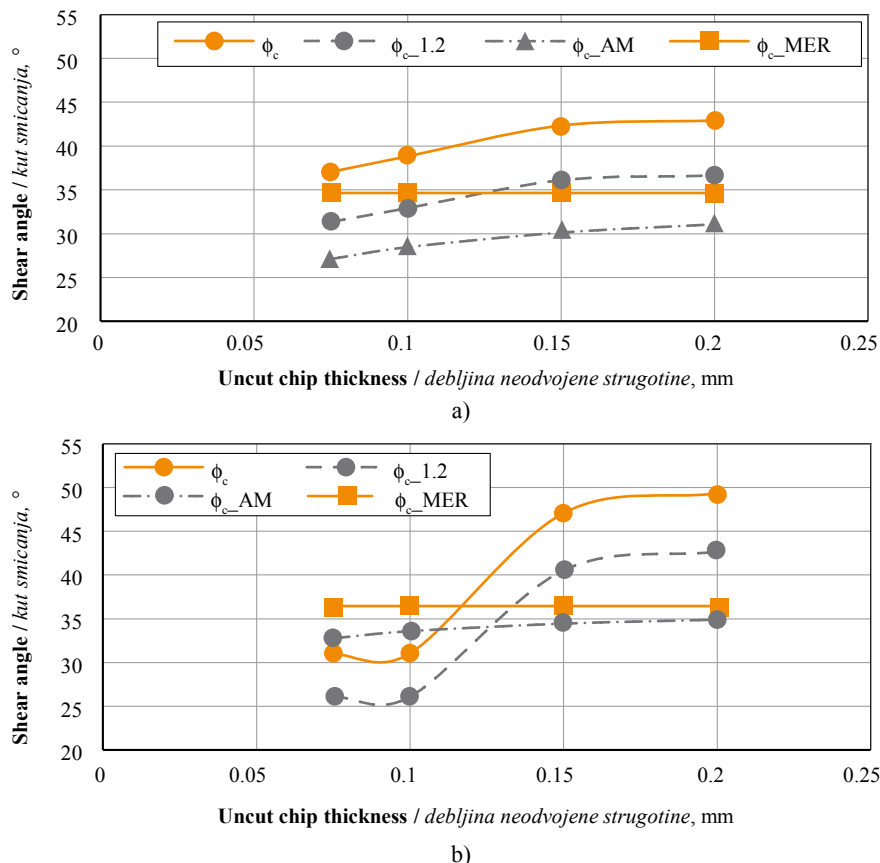 55
50
45
40
35
30
25
20
Shear angle / kut smicanja, °
ϕc ϕc_1.2 ϕc_AM ϕc_MER
0 0.05 0.1 0.15 0.2 0.25
Uncut chip thickness / debljina neodvojene strugotine, mm
a)
55
50
45
40
35
30
25
20
Shear angle / kut smicanja, °
ϕc ϕc_1.2
ϕc_AM ϕc_MER
0 0.05 0.1 0.15 0.2 0.25
Uncut chip thickness / debljina neodvojene strugotine, mm
b)